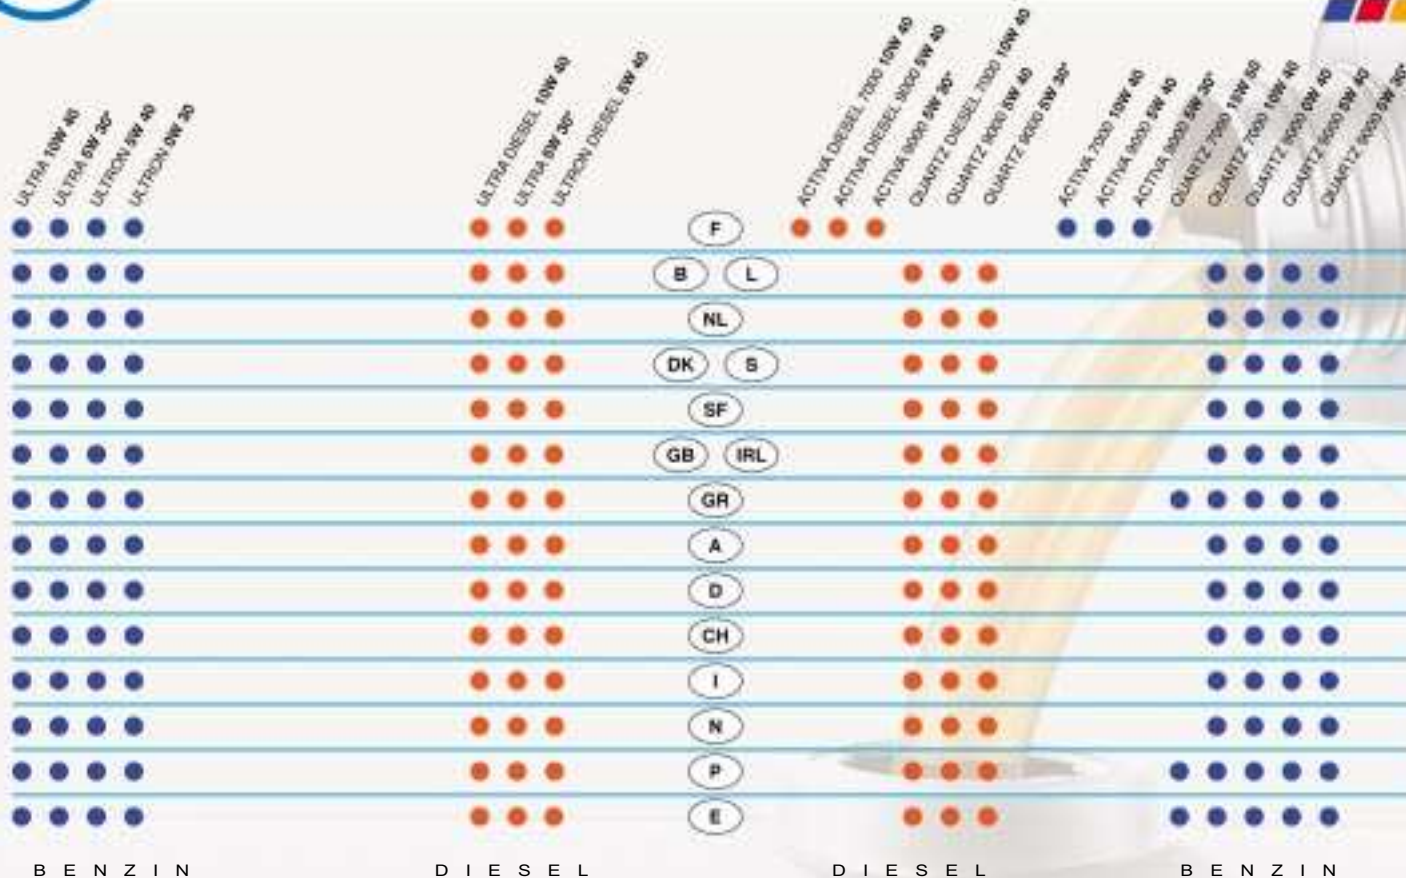 ULTRA 10W 40
ULTRA 5W 30*
ULTRON 5W 40
ULTRON 0W 30
ULTRA DIESEL 10W 40
ULTRA 5W 30*
ULTRON DIESEL 5W 40
ACTIVA DIESEL 7000 10W 40
ACTIVA DIESEL 9000 5W 40
ACTIVA 9000 5W 30*
QUARTZ DIESEL 7000 10W 40
QUARTZ 9000 5W 40
QUARTZ 9000 5W 30*
ACTIVA 7000 10W 40
ACTIVA 9000 5W 40
ACTIVA 9000 5W 30*
QUARTZ 7000 15W 50
QUARTZ 7000 10W 40
QUARTZ 9000 0W 40
QUARTZ 9000 5W 40
QUARTZ 9000 5W 30*
F
B L
NL
DK S
SF
GB IRL
GR
A
D
CH
I
N
P
E
BENZIN DIESEL DIESEL BENZIN